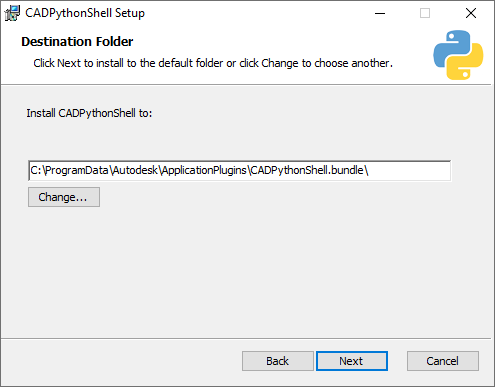 CADPythonShell Setup
Destination Folder
Click Next to install to the default folder or click Change to choose another.
Install CADPythonShell to:
C:\ProgramData\Autodesk\ApplicationPlugins\CADPythonShell.bundle\
Change...
Back Next Cancel